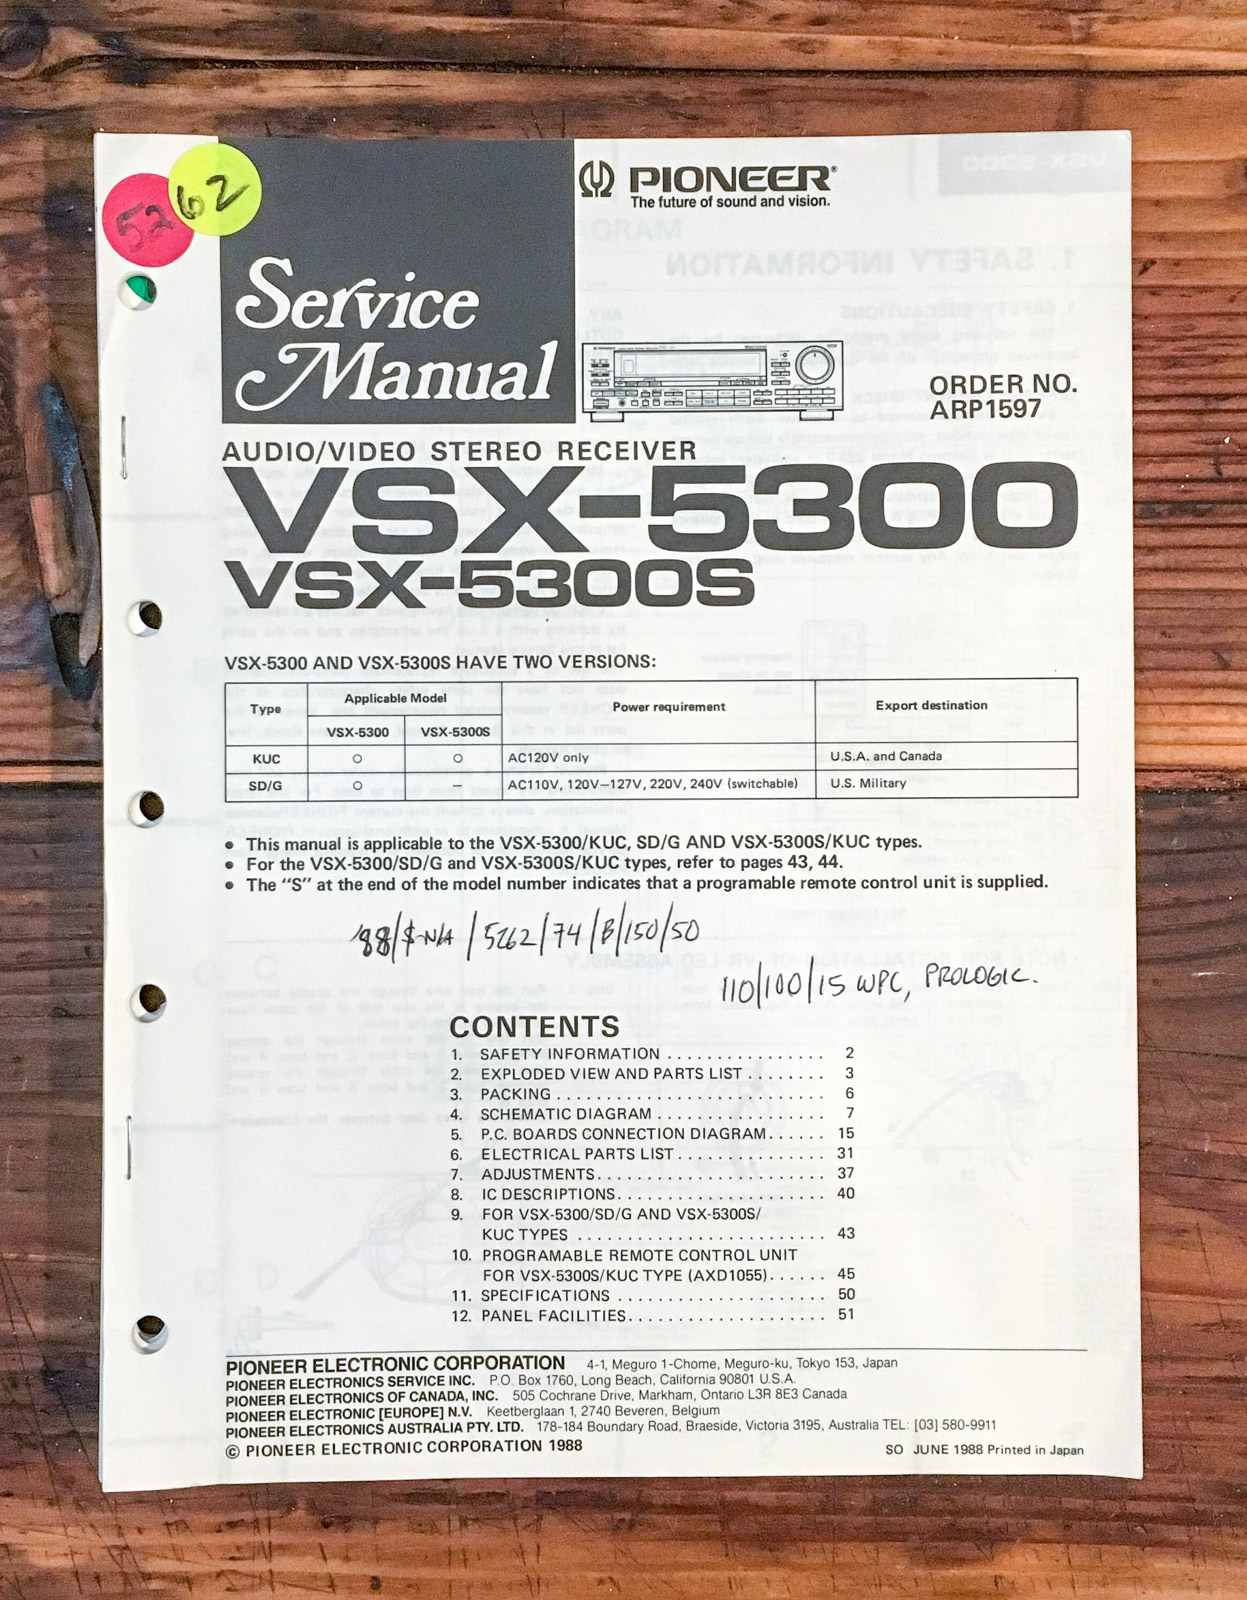 5262
PIONEER®
The future of sound and vision.
Service
Manual
ORDER NO.
ARP1597
AUDIO/VIDEO STEREO RECEIVER
VSX-5300
VSX-5300S
VSX-5300 AND VSX-5300S HAVE TWO VERSIONS:
Type Applicable Model Power requirement Export destination
VSX-5300 VSX-5300S
KUC ○ ○ AC120V only U.S.A. and Canada
SD/G ○ – AC110V, 120V–127V, 220V, 240V (switchable) U.S. Military
● This manual is applicable to the VSX-5300/KUC, SD/G AND VSX-5300S/KUC types.
● For the VSX-5300/SD/G and VSX-5300S/KUC types, refer to pages 43, 44.
● The "S" at the end of the model number indicates that a programable remote control unit is supplied.
'88/$-N/A/5262/74/B/150/50
110/100/15 WPC, PROLOGIC.
CONTENTS
1. SAFETY INFORMATION ................ 2
2. EXPLODED VIEW AND PARTS LIST ........ 3
3. PACKING ........................... 6
4. SCHEMATIC DIAGRAM ................. 7
5. P.C. BOARDS CONNECTION DIAGRAM...... 15
6. ELECTRICAL PARTS LIST ............... 31
7. ADJUSTMENTS....................... 37
8. IC DESCRIPTIONS..................... 40
9. FOR VSX-5300/SD/G AND VSX-5300S/
KUC TYPES ......................... 43
10. PROGRAMABLE REMOTE CONTROL UNIT
FOR VSX-5300S/KUC TYPE (AXD1055)...... 45
11. SPECIFICATIONS ..................... 50
12. PANEL FACILITIES.................... 51
PIONEER ELECTRONIC CORPORATION 4-1, Meguro 1-Chome, Meguro-ku, Tokyo 153, Japan
PIONEER ELECTRONICS SERVICE INC. P.O. Box 1760, Long Beach, California 90801 U.S.A.
PIONEER ELECTRONICS OF CANADA, INC. 505 Cochrane Drive, Markham, Ontario L3R 8E3 Canada
PIONEER ELECTRONIC [EUROPE] N.V. Keetberglaan 1, 2740 Beveren, Belgium
PIONEER ELECTRONICS AUSTRALIA PTY. LTD. 178-184 Boundary Road, Braeside, Victoria 3195, Australia TEL: [03] 580-9911
© PIONEER ELECTRONIC CORPORATION 1988
SO JUNE 1988 Printed in Japan